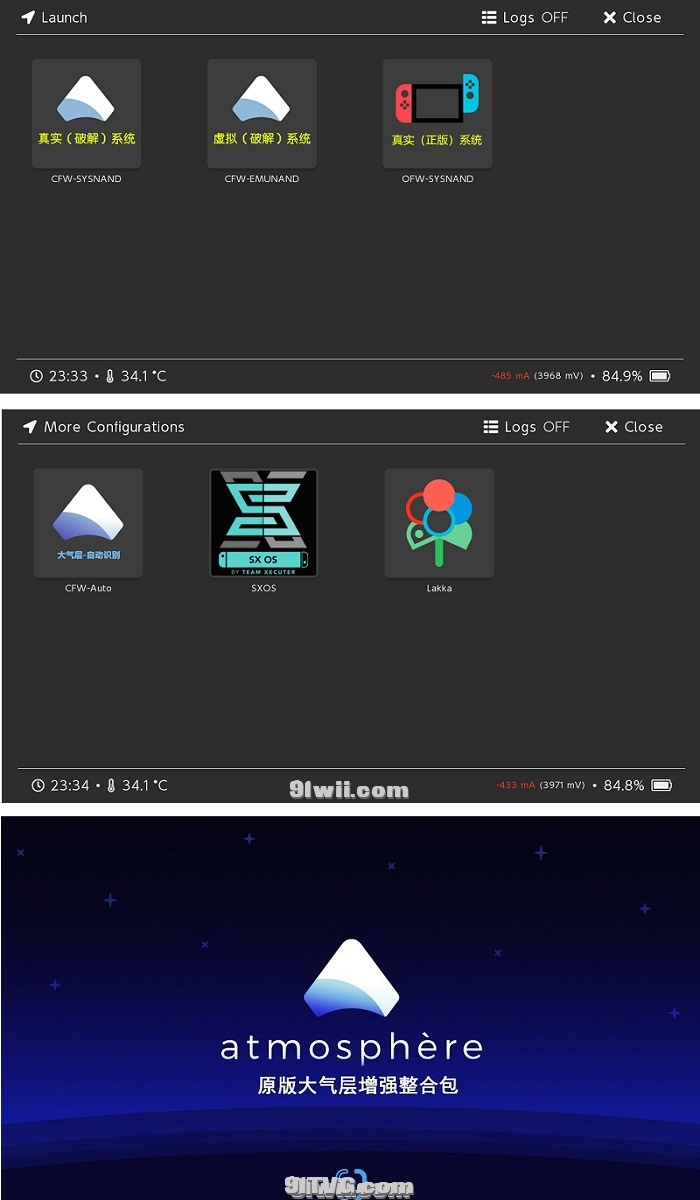 Launch
Logs OFF
Close
真实（破解）系统
虚拟（破解）系统
真实（正版）系统
CFW-SYSNAND
CFW-EMUNAND
OFW-SYSNAND
23:33 • 34.1 °C
-485 mA (3968 mV) • 84.9%
More Configurations
Logs OFF
Close
大气层-自动识别
SX OS
BY TEAM XECUTER
CFW-Auto
SXOS
Lakka
23:34 • 34.1 °C
91wii.com
-433 mA (3971 mV) • 84.8%
atmosphère
原版大气层增强整合包